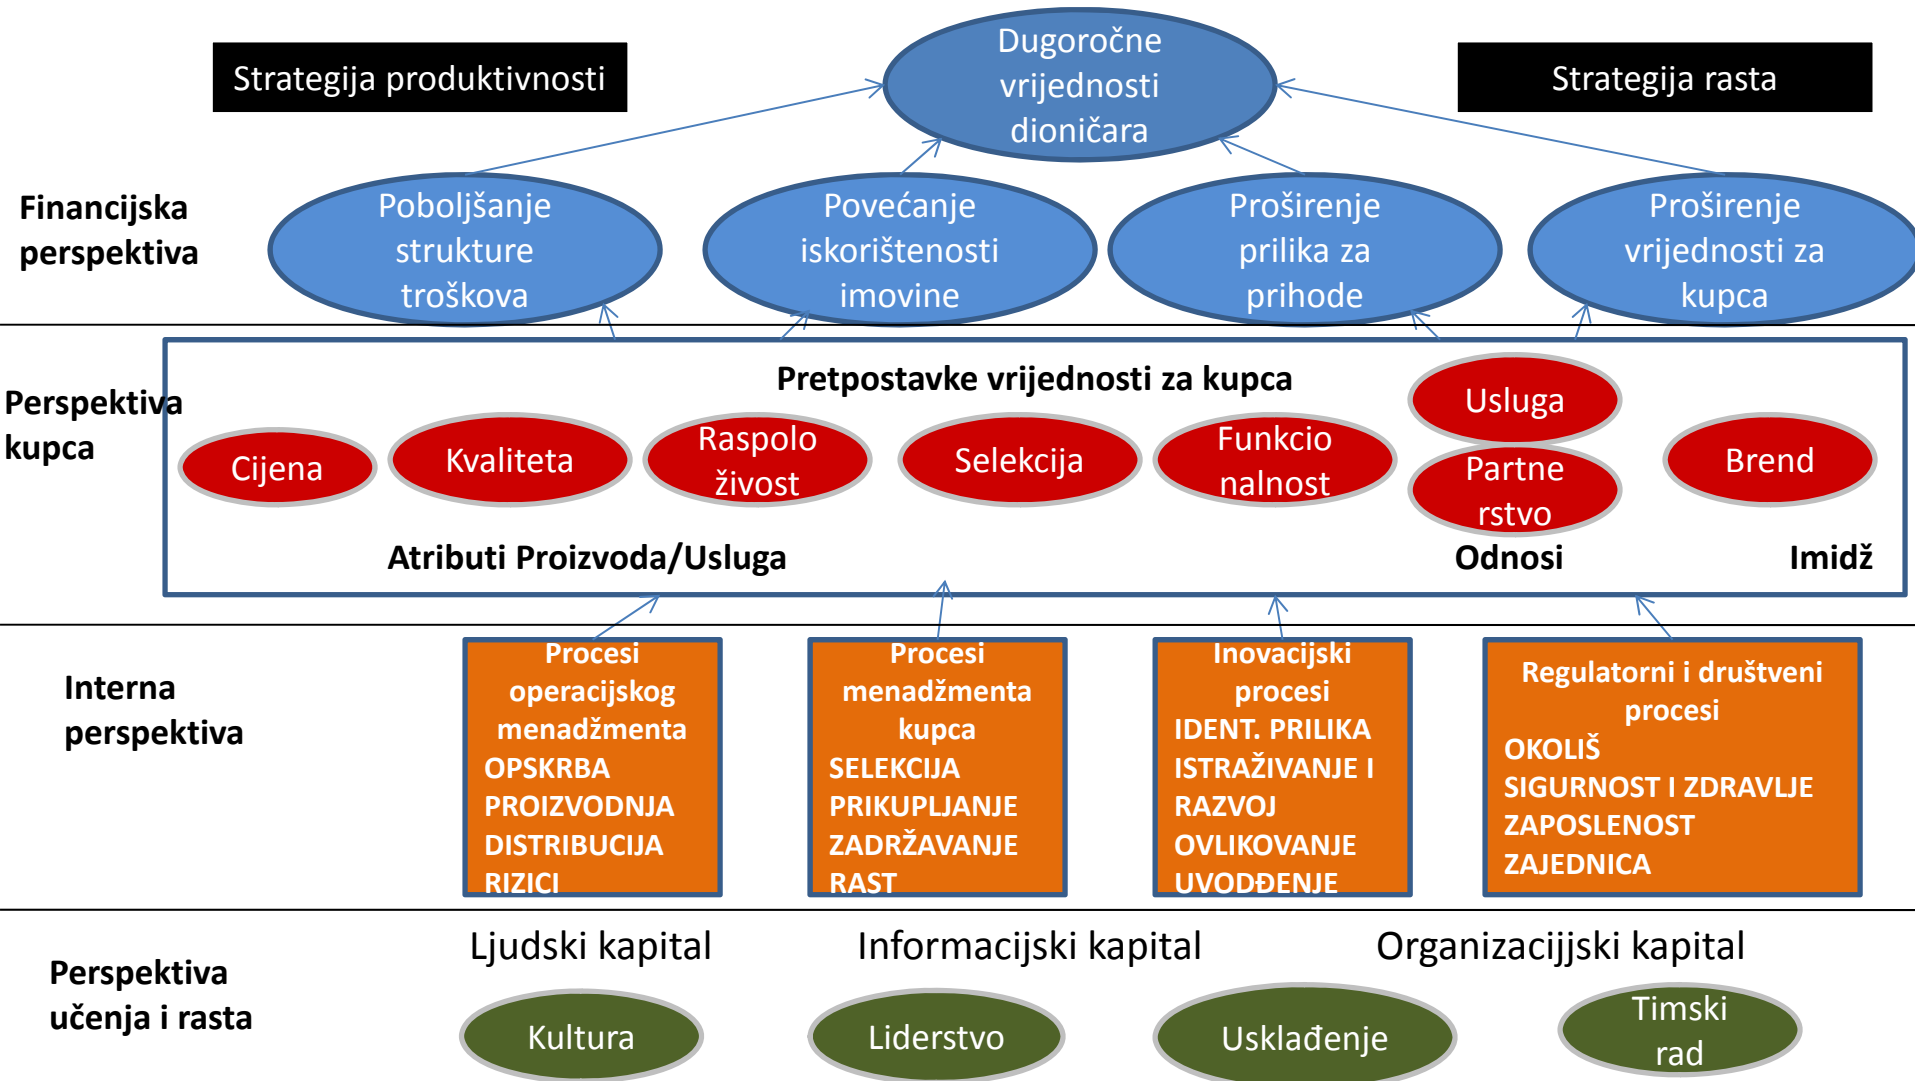 Strategija produktivnosti
Dugoročne
vrijednosti
dioničara
Strategija rasta
Financijska
perspektiva
Poboljšanje
strukture
troškova
Povećanje
iskorištenosti
imovine
Proširenje
prilika za
prihode
Proširenje
vrijednosti za
kupca
Perspektiva
kupca
Pretpostavke vrijednosti za kupca
Cijena
Kvaliteta
Raspolo
živost
Selekcija
Funkcio
nalnost
Usluga
Partne
rstvo
Brend
Atributi Proizvoda/Usluga
Odnosi
Imidž
Interna
perspektiva
Procesi
operacijskog
menadžmenta
OPSKRBA
PROIZVODNJA
DISTRIBUCIJA
RIZICI
Procesi
menadžmenta
kupca
SELEKCIJA
PRIKUPLJANJE
ZADRŽAVANJE
RAST
Inovacijski
procesi
IDENT. PRILIKA
ISTRAŽIVANJE I
RAZVOJ
OVLIKOVANJE
UVODĐENJE
Regulatorni i društveni
procesi
OKOLIŠ
SIGURNOST I ZDRAVLJE
ZAPOSLENOST
ZAJEDNICA
Perspektiva
učenja i rasta
Ljudski kapital
Informacijski kapital
Organizacijjski kapital
Kultura
Liderstvo
Usklađenje
Timski
rad